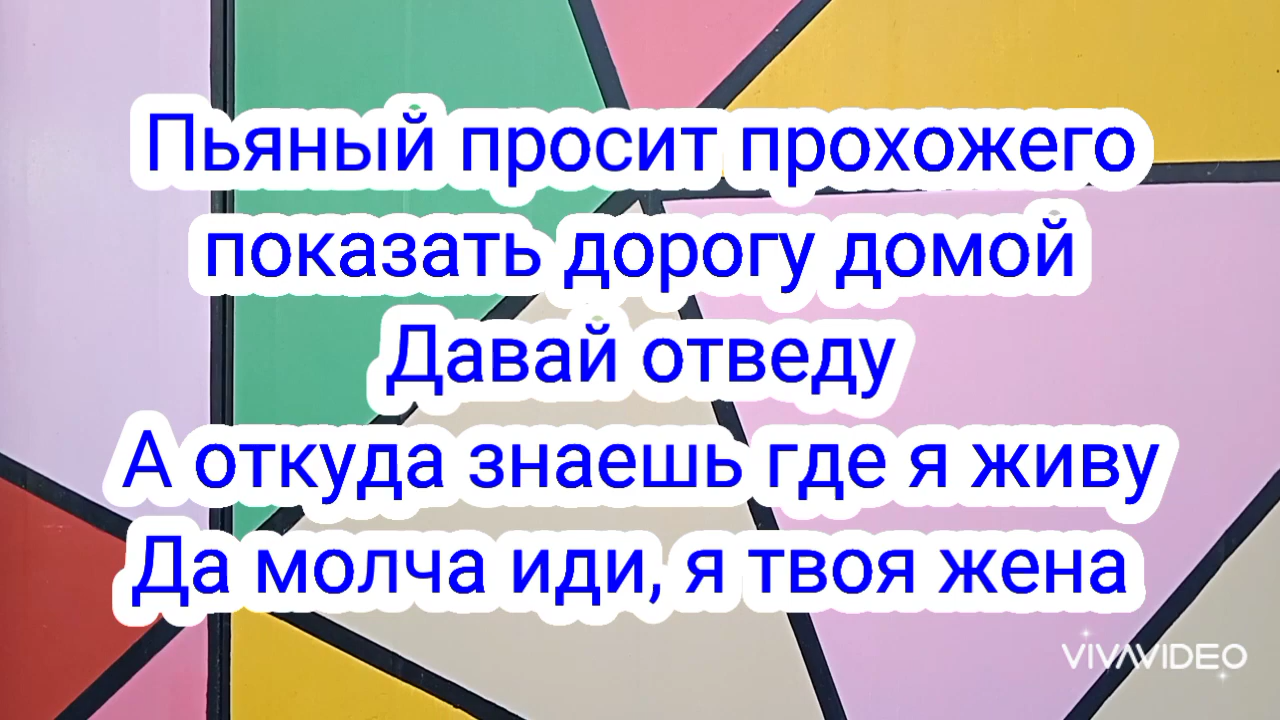 Пьяный просит прохожего
показать дорогу домой
Давай отведу
А откуда знаешь где я живу
Да молча иди, я твоя жена
VIVAVIDEO